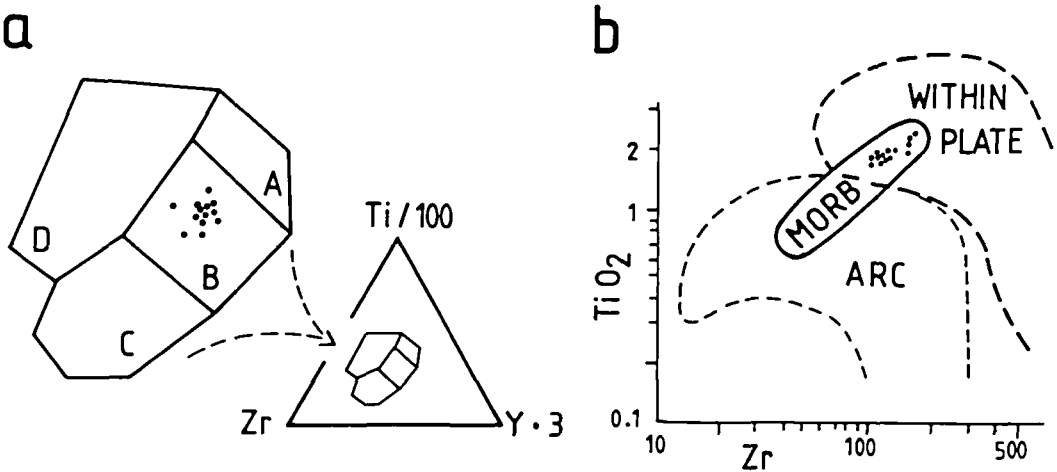 a
A
D
B
C
Ti/100
Zr
Y·3
b
WITHIN
PLATE
MORB
ARC
TiO2
2
1
0.1
10
100
500
Zr